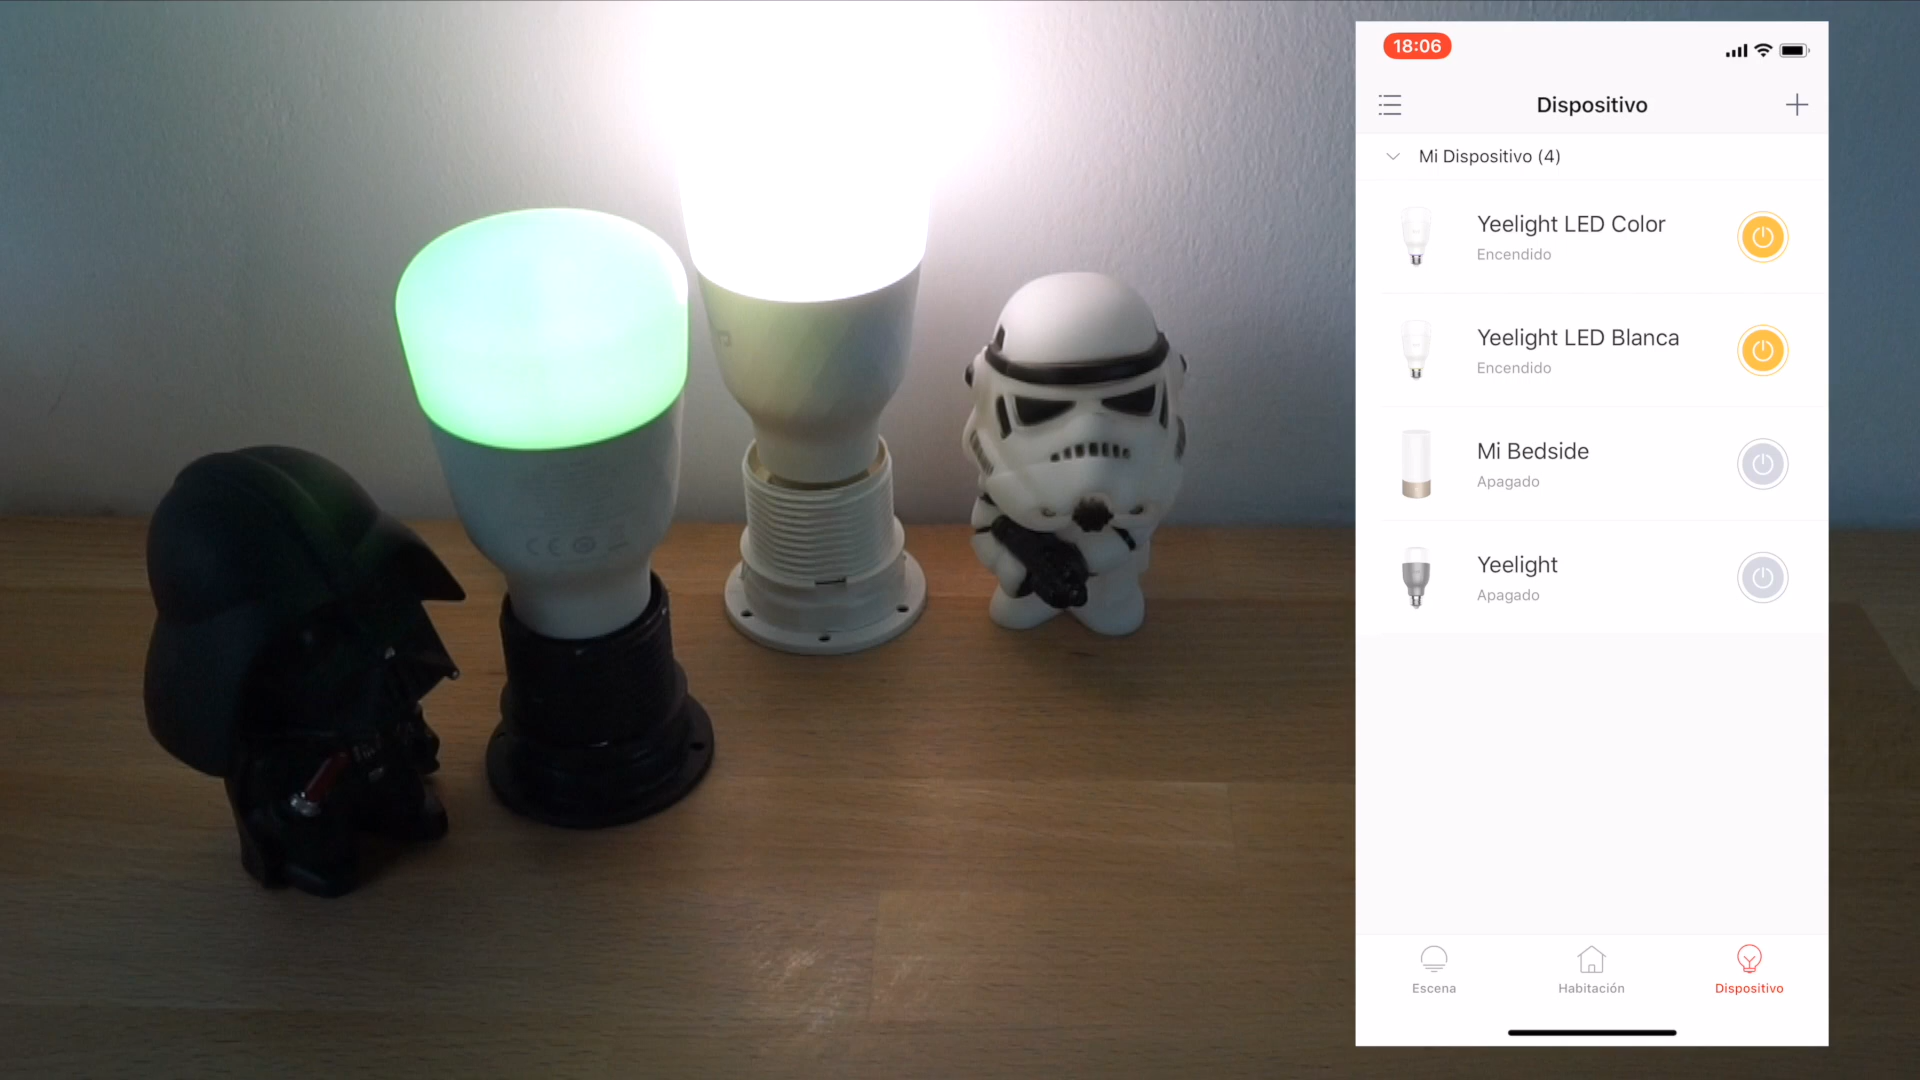 18:06
Dispositivo
Mi Dispositivo (4)
Yeelight LED Color
Encendido
Yeelight LED Blanca
Encendido
Mi Bedside
Apagado
Yeelight
Apagado
Escena
Habitación
Dispositivo